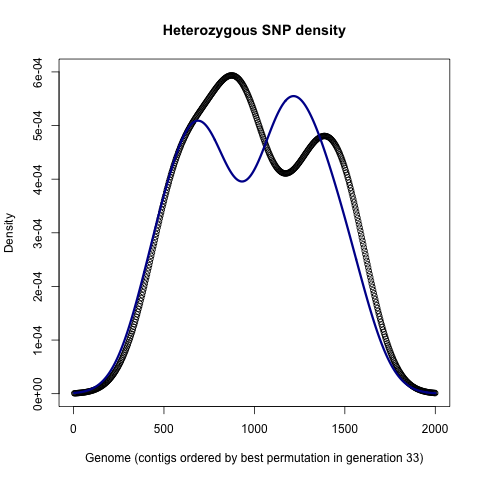 Heterozygous SNP density
Density
0e+00
1e-04
2e-04
3e-04
4e-04
5e-04
6e-04
0
500
1000
1500
2000
Genome (contigs ordered by best permutation in generation 33)